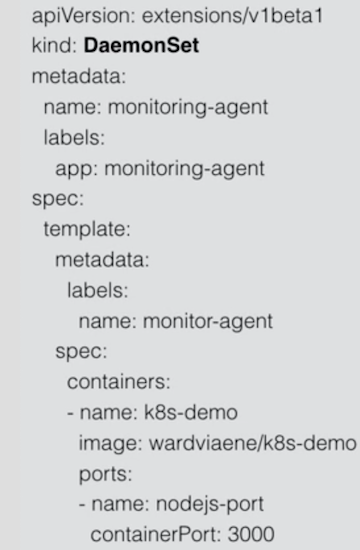 apiVersion: extensions/v1beta1
kind: DaemonSet
metadata:
  name: monitoring-agent
  labels:
    app: monitoring-agent
spec:
  template:
    metadata:
      labels:
        name: monitor-agent
    spec:
      containers:
      - name: k8s-demo
        image: wardviaene/k8s-demo
        ports:
        - name: nodejs-port
          containerPort: 3000